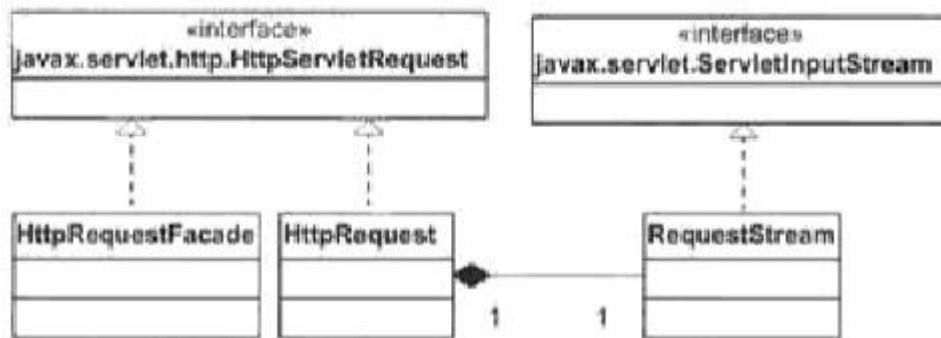 «interface»
javax.servlet.http.HttpServletRequest
«interface»
javax.servlet.ServletInputStream
HttpRequestFacade
HttpRequest
RequestStream
1
1